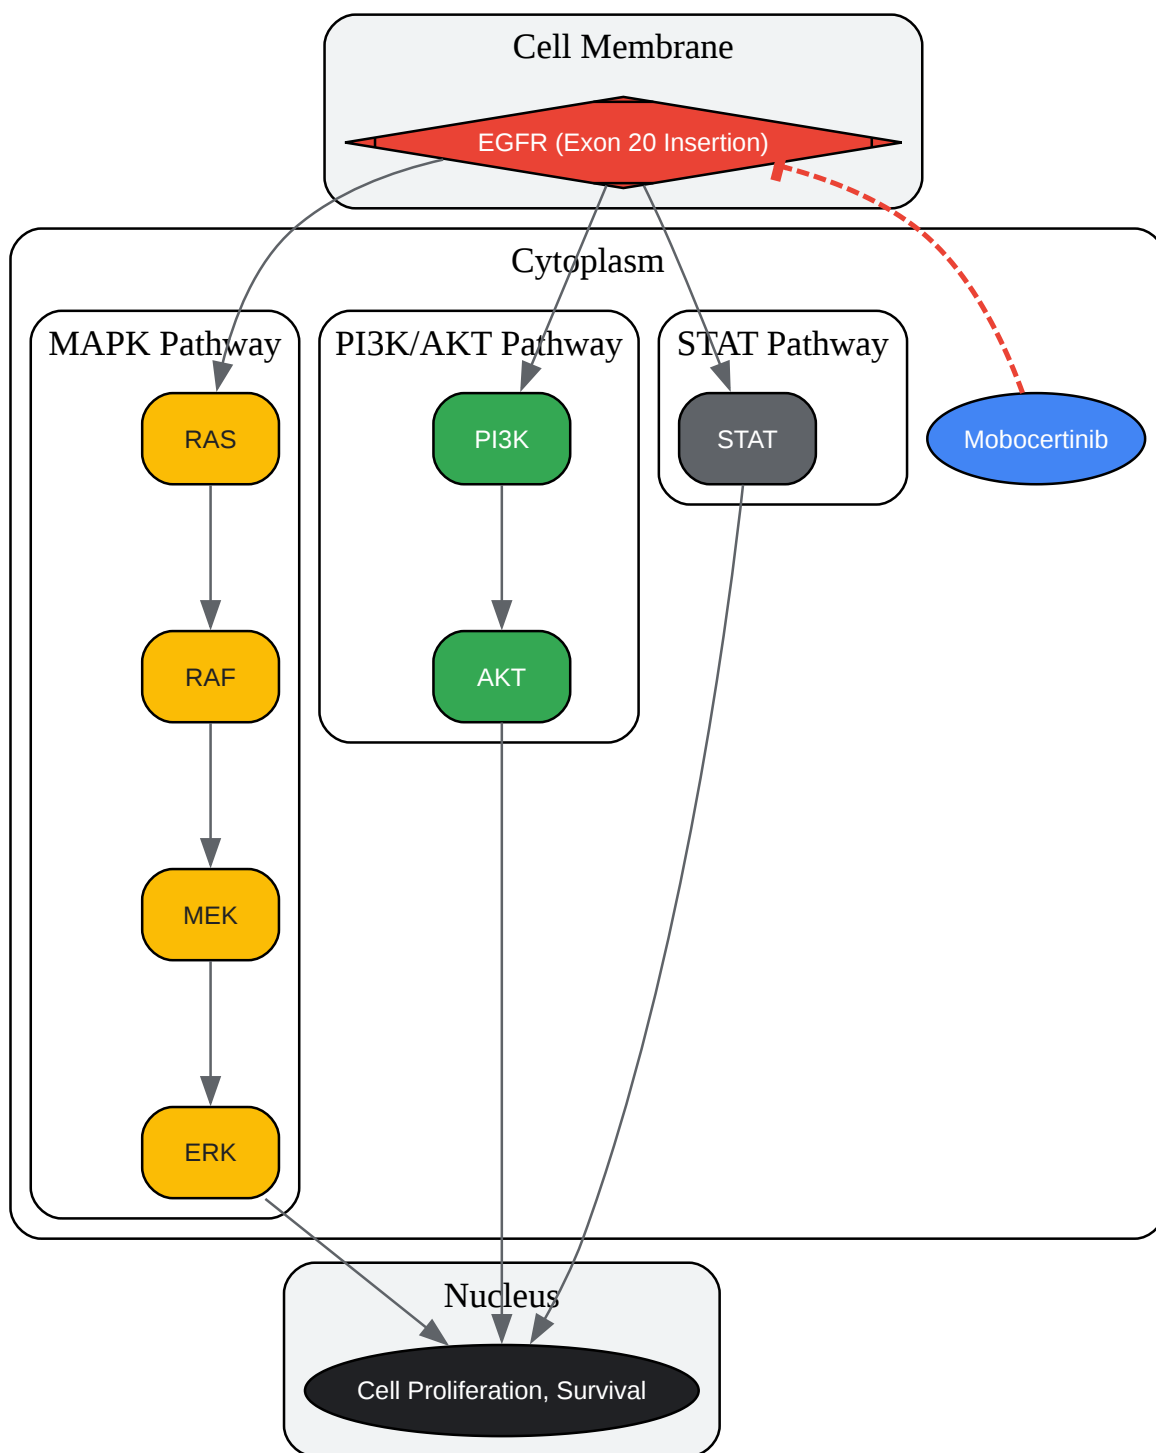 Cell Membrane
EGFR (Exon 20 Insertion)
Cytoplasm
MAPK Pathway
PI3K/AKT Pathway
STAT Pathway
RAS
PI3K
STAT
Mobocertinib
RAF
AKT
MEK
ERK
Nucleus
Cell Proliferation, Survival